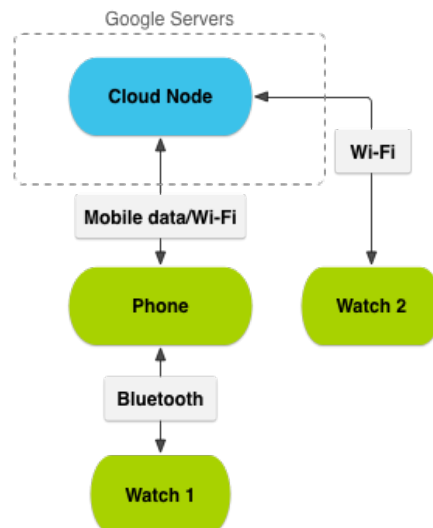 Google Servers
Cloud Node
Wi-Fi
Mobile data/Wi-Fi
Phone
Watch 2
Bluetooth
Watch 1